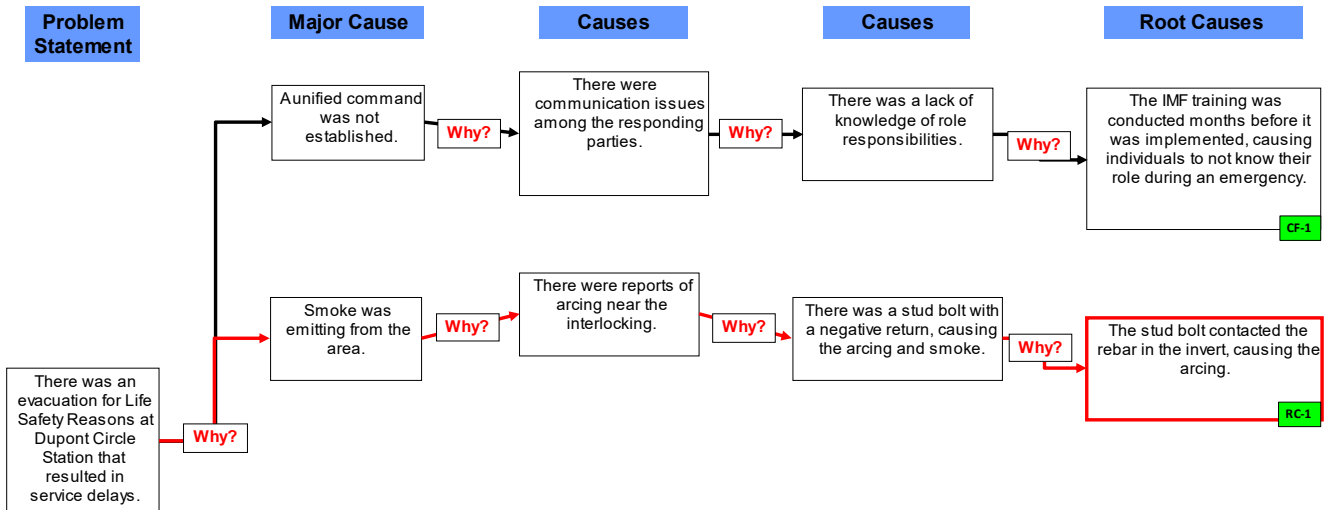 Problem
Statement
Major Cause
Causes
Causes
Root Causes
Aunified command
was not
established.
Why?
There were
communication issues
among the responding
parties.
Why?
There was a lack of
knowledge of role
responsibilities.
Why?
The IMF training was
conducted months before it
was implemented, causing
individuals to not know their
role during an emergency.
CF-1
Smoke was
emitting from the
area.
Why?
There were reports of
arcing near the
interlocking.
Why?
There was a stud bolt with
a negative return, causing
the arcing and smoke.
Why?
The stud bolt contacted the
rebar in the invert, causing the
arcing.
RC-1
There was an
evacuation for Life
Safety Reasons at
Dupont Circle
Station that
resulted in
service delays.
Why?